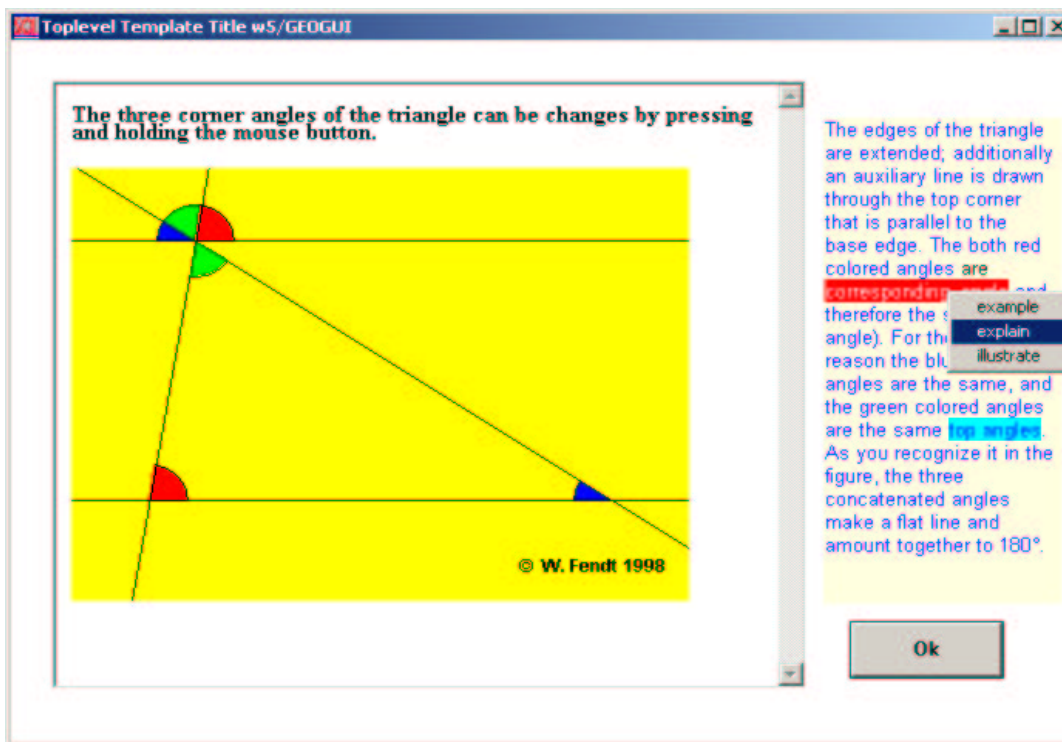 Toplevel Template Title w5/GEOGUI
The three corner angles of the triangle can be changes by pressing
and holding the mouse button.
© W. Fendt 1998
The edges of the triangle
are extended; additionally
an auxiliary line is drawn
through the top corner
that is parallel to the
base edge. The both red
colored angles are
corresponding angle and
therefore the s
angle). For the
reason the blu
angles are the same, and
the green colored angles
are the same top angles.
As you recognize it in the
figure, the three
concatenated angles
make a flat line and
amount together to 180°.
example
explain
illustrate
Ok